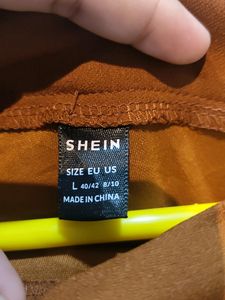 SHEIN
SIZE EU US
L 40/42 8/10
MADE IN CHINA